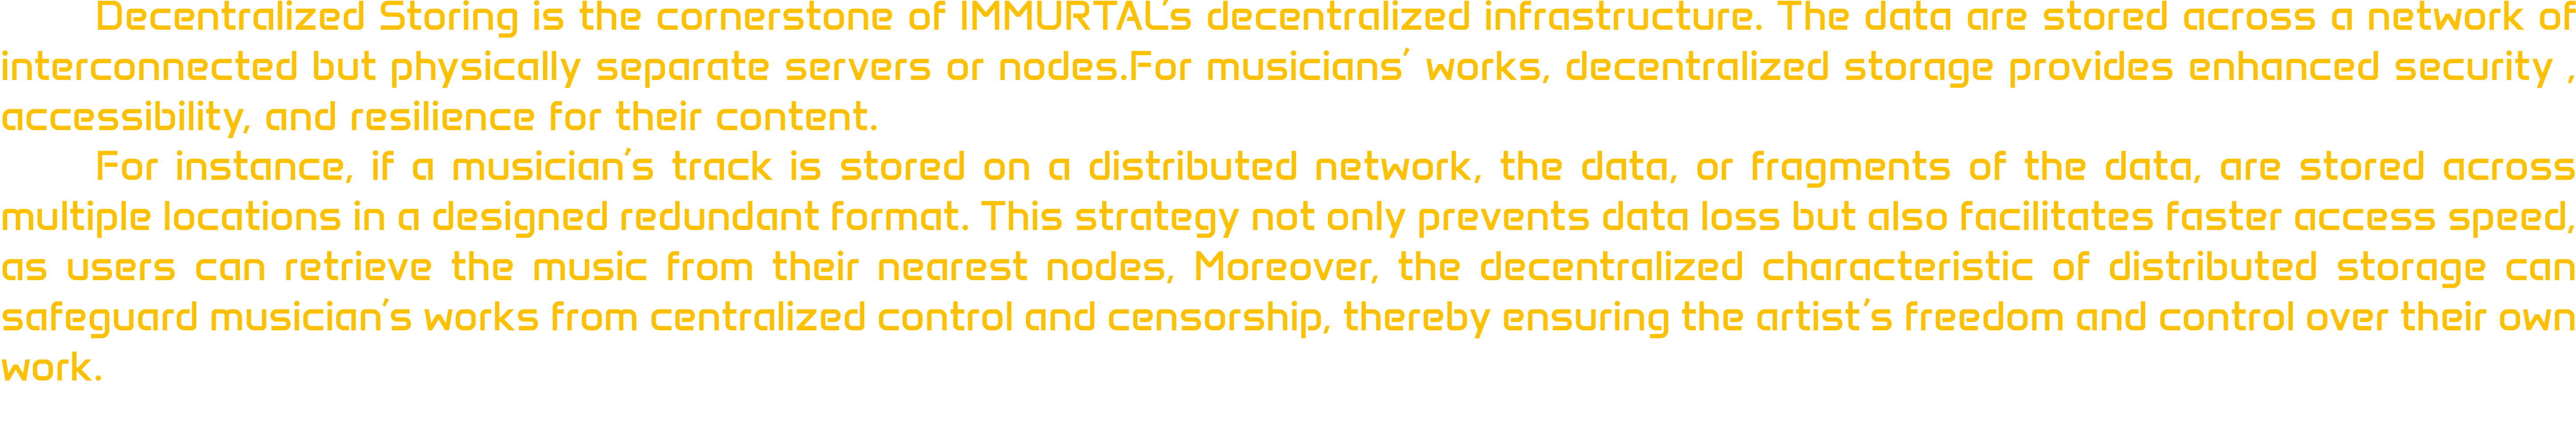 Decentralized Storing is the cornerstone of IMMURTAL's decentralized infrastructure. The data are stored across a network of
interconnected but physically separate servers or nodes.For musicians' works, decentralized storage provides enhanced security ,
accessibility, and resilience for their content.
For instance, if a musician's track is stored on a distributed network, the data, or fragments of the data, are stored across
multiple locations in a designed redundant format. This strategy not only prevents data loss but also facilitates faster access speed,
as users can retrieve the music from their nearest nodes, Moreover, the decentralized characteristic of distributed storage can
safeguard musician's works from centralized control and censorship, thereby ensuring the artist's freedom and control over their own
work.